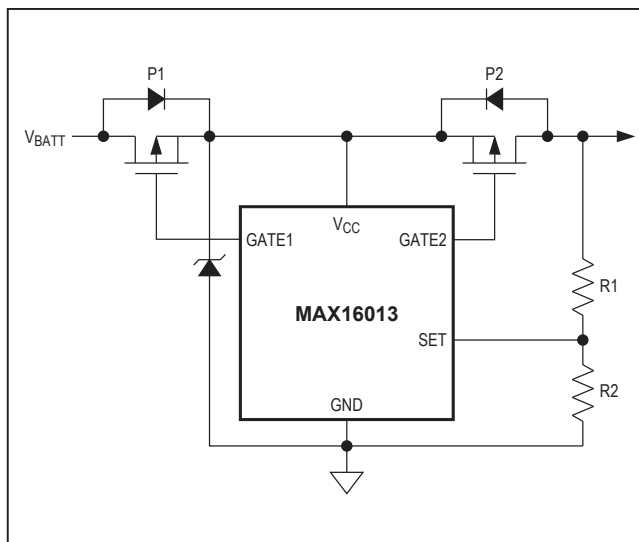 P1
P2
VBATT
VCC
GATE1
GATE2
MAX16013
R1
SET
R2
GND